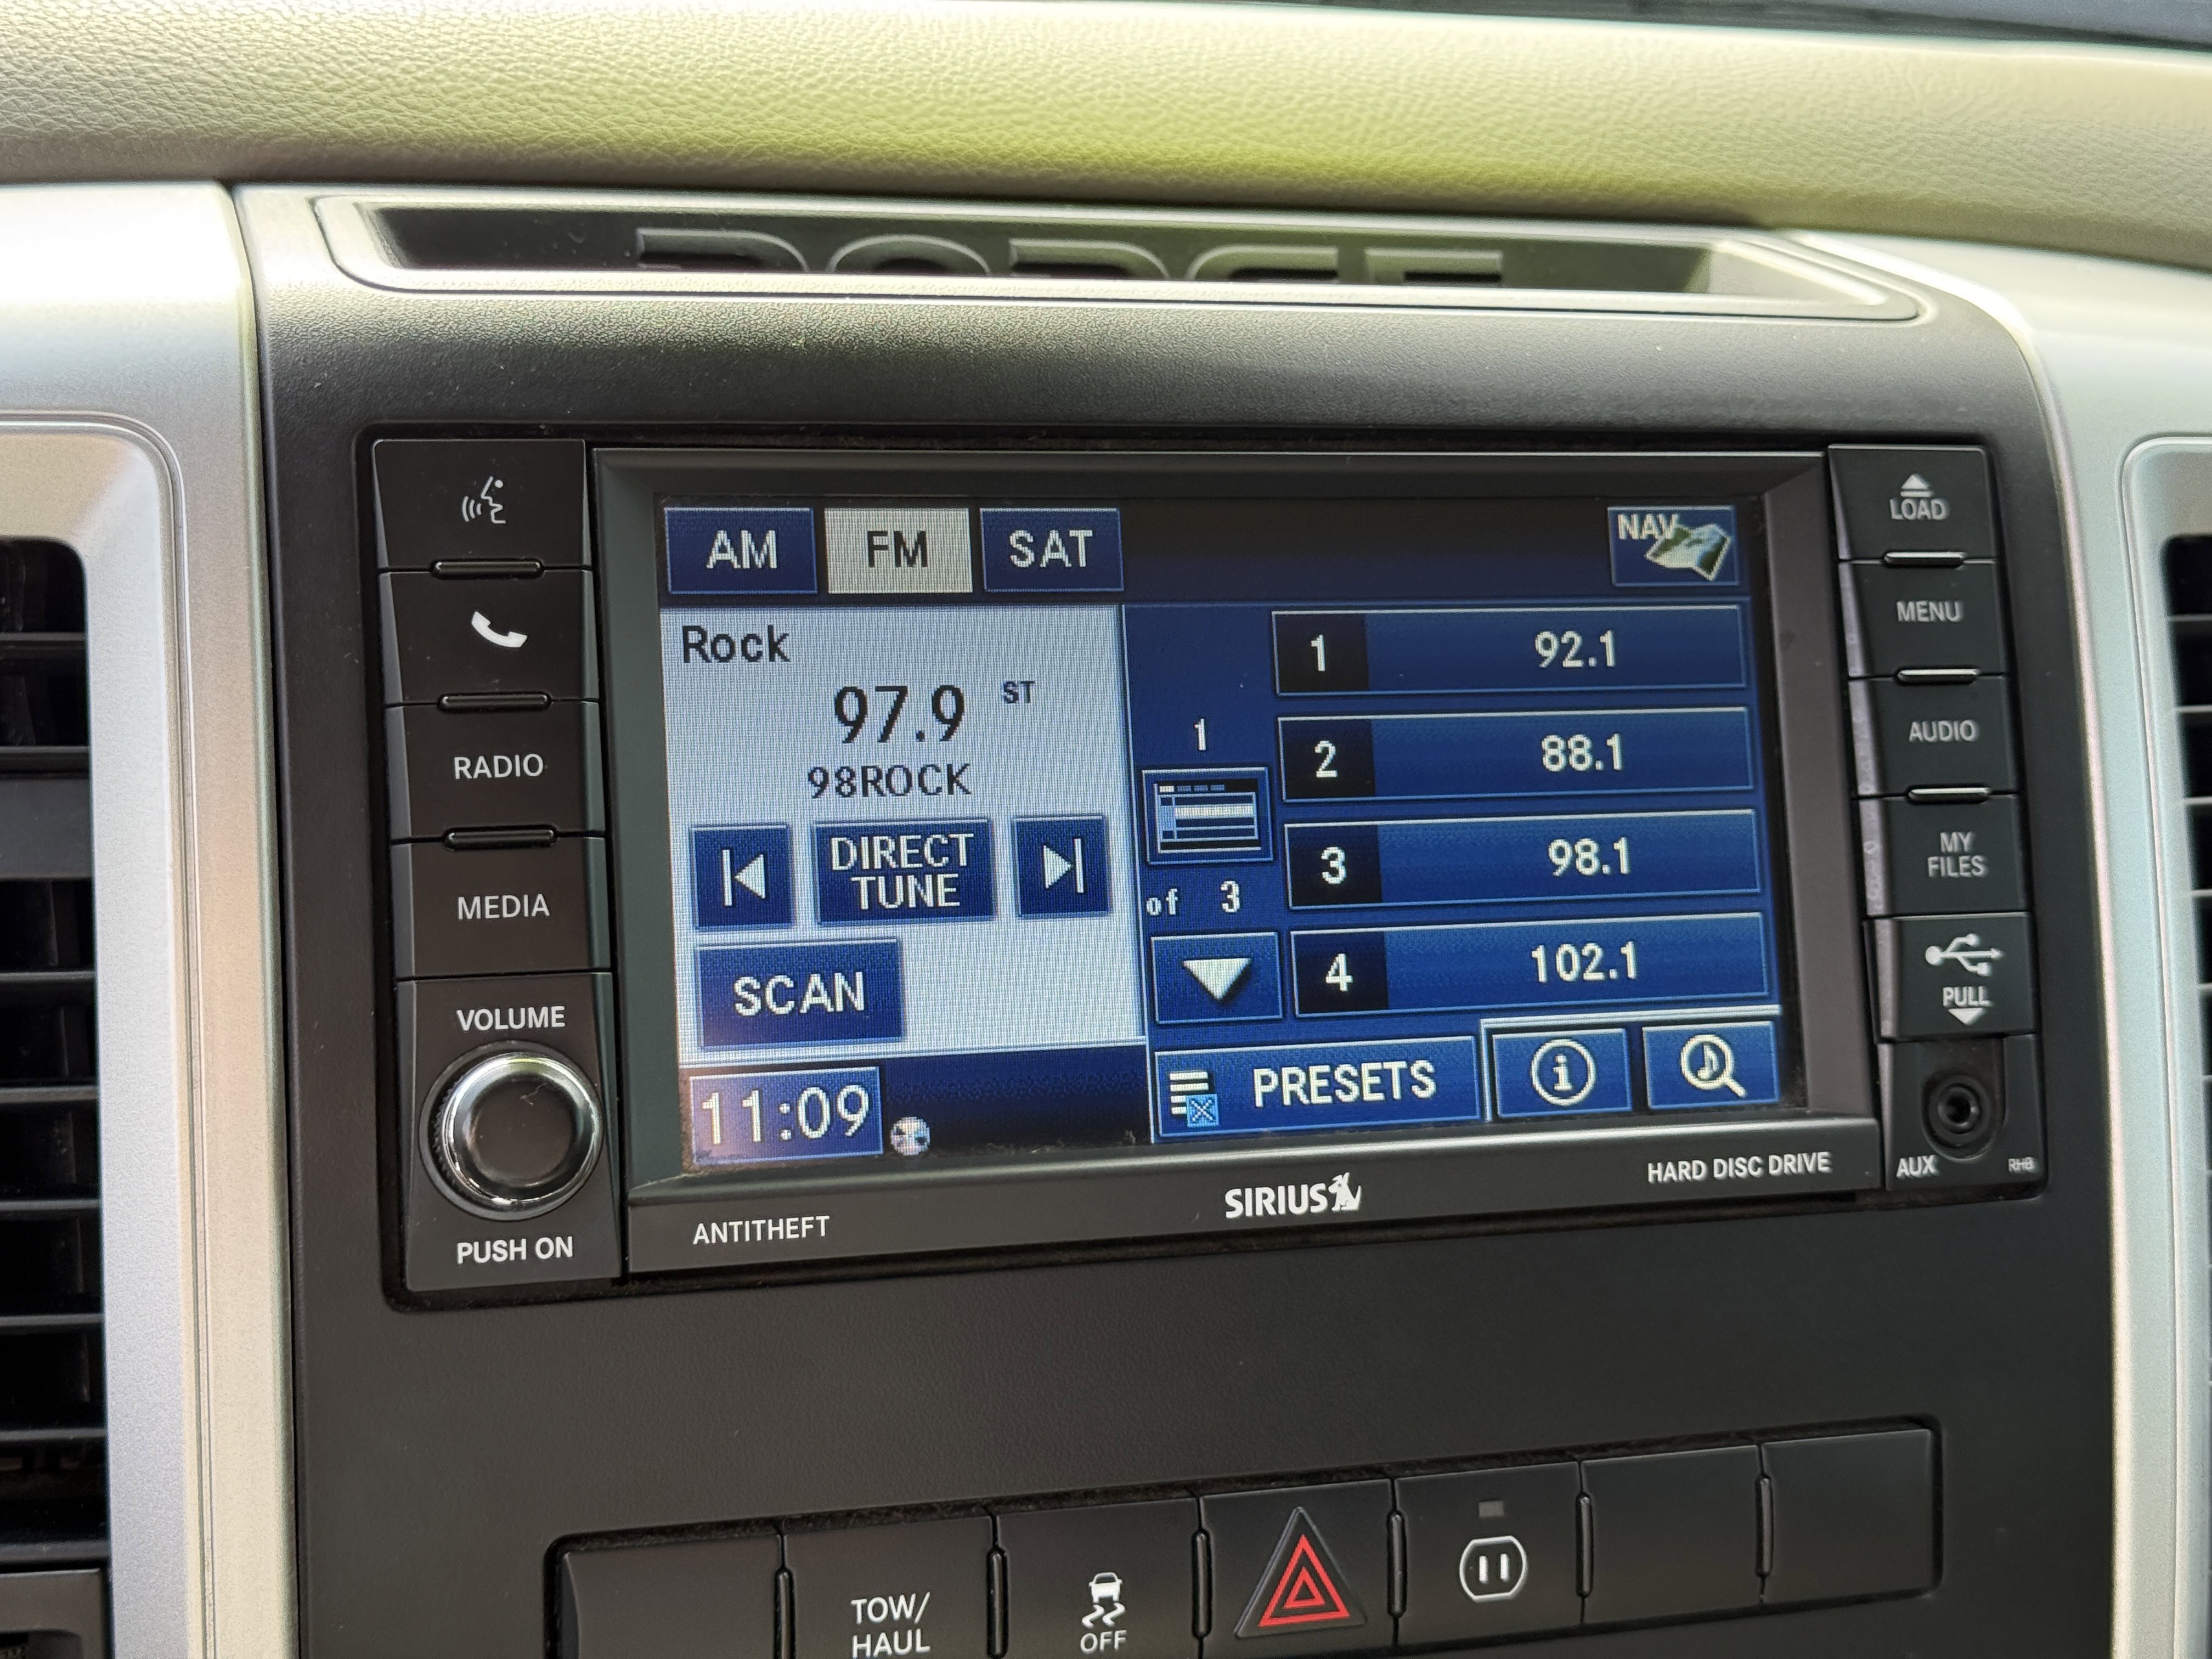 DODGE
LOAD
MENU
AUDIO
MY
FILES
PULL
AUX
RHB
RADIO
MEDIA
VOLUME
PUSH ON
AM
FM
SAT
NAV
Rock
97.9 ST
98ROCK
DIRECT
TUNE
SCAN
11:09
1
of 3
1 92.1
2 88.1
3 98.1
4 102.1
PRESETS
i
ANTITHEFT
SIRIUS
HARD DISC DRIVE
TOW/
HAUL
OFF